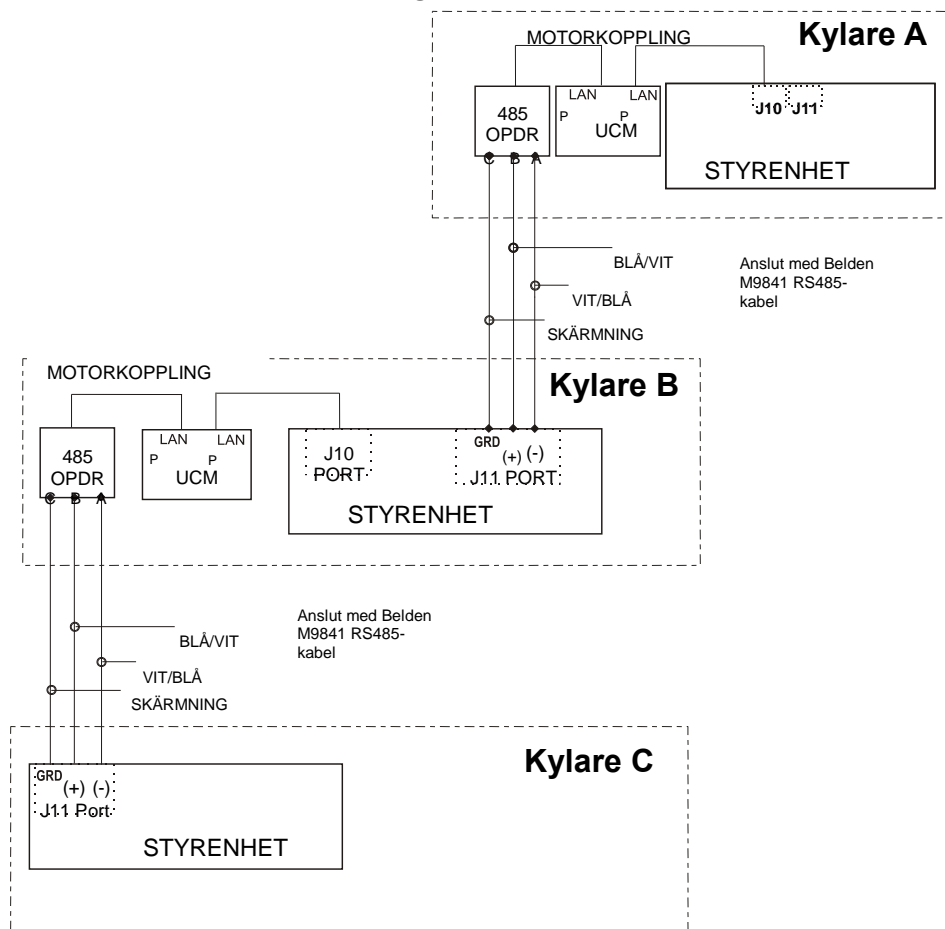 Kylare A
MOTORKOPPLING
LAN
LAN
485
OPDR
P
P
UCM
J10
J11
STYRENHET
C
B
A
BLÅ/VIT
VIT/BLÅ
SKÄRMNING
Anslut med Belden
M9841 RS485-
kabel
Kylare B
MOTORKOPPLING
LAN
LAN
485
OPDR
P
P
UCM
J10
PORT
GRD
(+) (-)
J11 PORT
STYRENHET
C
B
A
BLÅ/VIT
VIT/BLÅ
SKÄRMNING
Anslut med Belden
M9841 RS485-
kabel
Kylare C
GRD
(+) (-)
J11 Port
STYRENHET